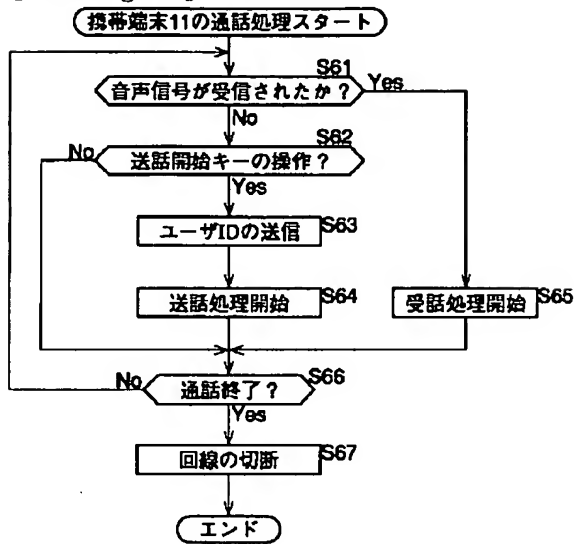 携帯端末11の通話処理スタート
S61
音声信号が受信されたか？
Yes
No
S62
No
送話開始キーの操作？
Yes
ユーザIDの送信
S63
送話処理開始
S64
受話処理開始
S65
No
通話終了？
S66
Yes
回線の切断
S67
エンド